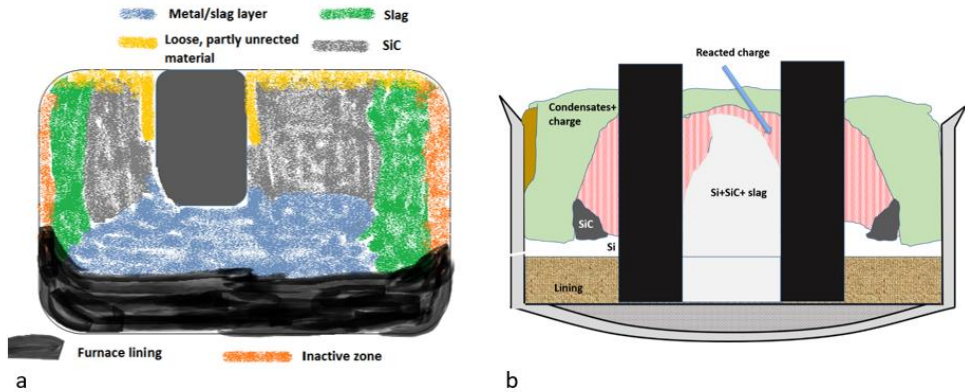 Metal/slag layer
Slag
Loose, partly unrected
material
SiC
Furnace lining
Inactive zone
a
Reacted charge
Condensates+
charge
Si+SiC+ slag
SiC
Si
Lining
b